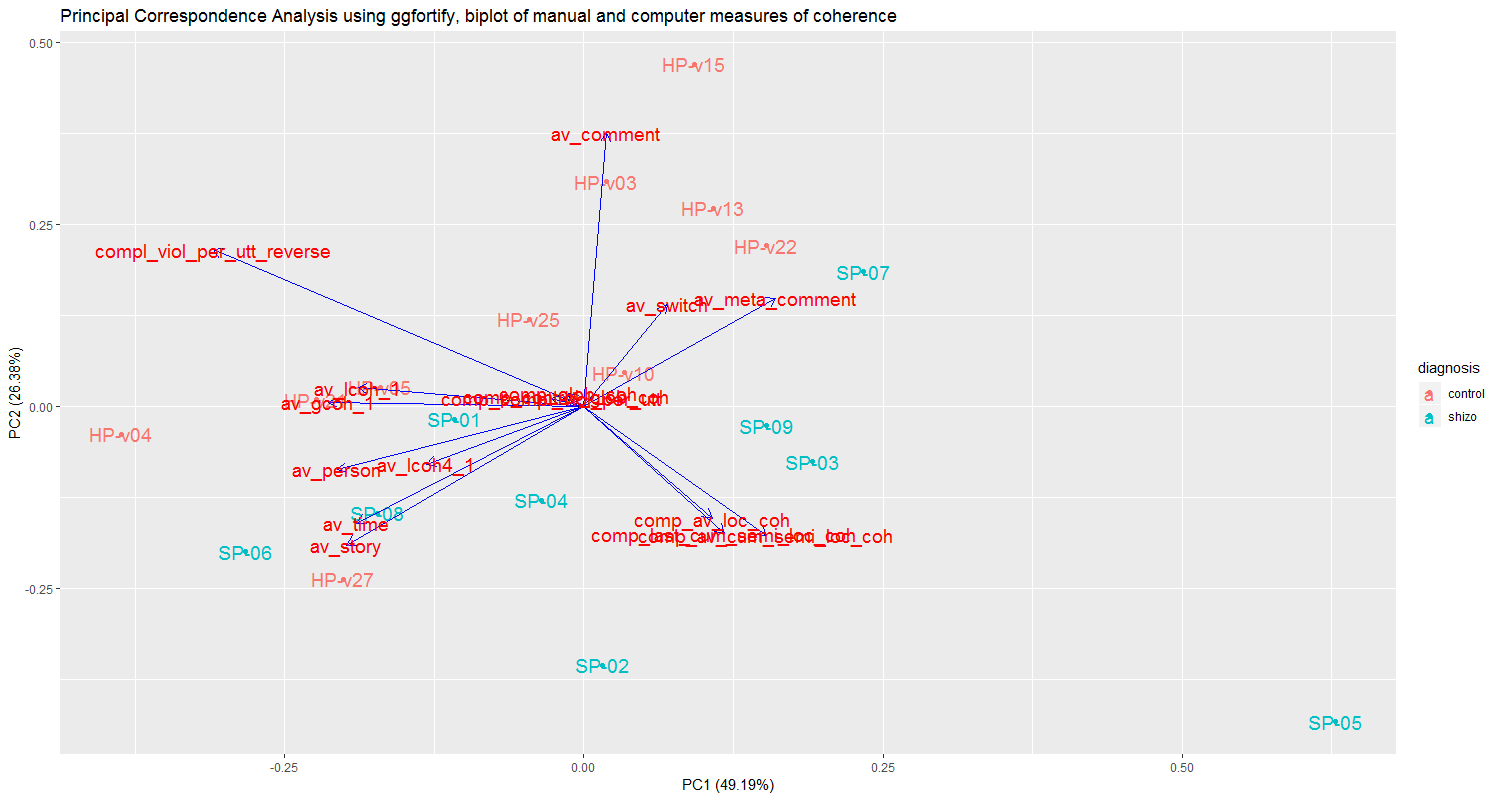 Principal Correspondence Analysis using ggfortify, biplot of manual and computer measures of coherence
0.50
HP-v15
av_comment
HP-v03
HP-v13
0.25
HP-v22
compl_viol_per_utt_reverse
SP-07
av_switch
av_meta_comment
HP-v25
diagnosis
HP-v10
av_lcoh_1
HP-v05
control
PC2 (26.38%)
0.00
av_gcoh_1
shizo
SP-01
SP-09
HP-v04
SP-03
av_person
av_lcoh4_1
SP-04
SP-08
av_time
comp_av_loc_coh
comp_last_cum_semi_loc_coh
comp_av_cum_semi_loc_coh
av_story
SP-06
HP-v27
-0.25
SP-02
SP-05
-0.25
0.00
0.25
0.50
PC1 (49.19%)